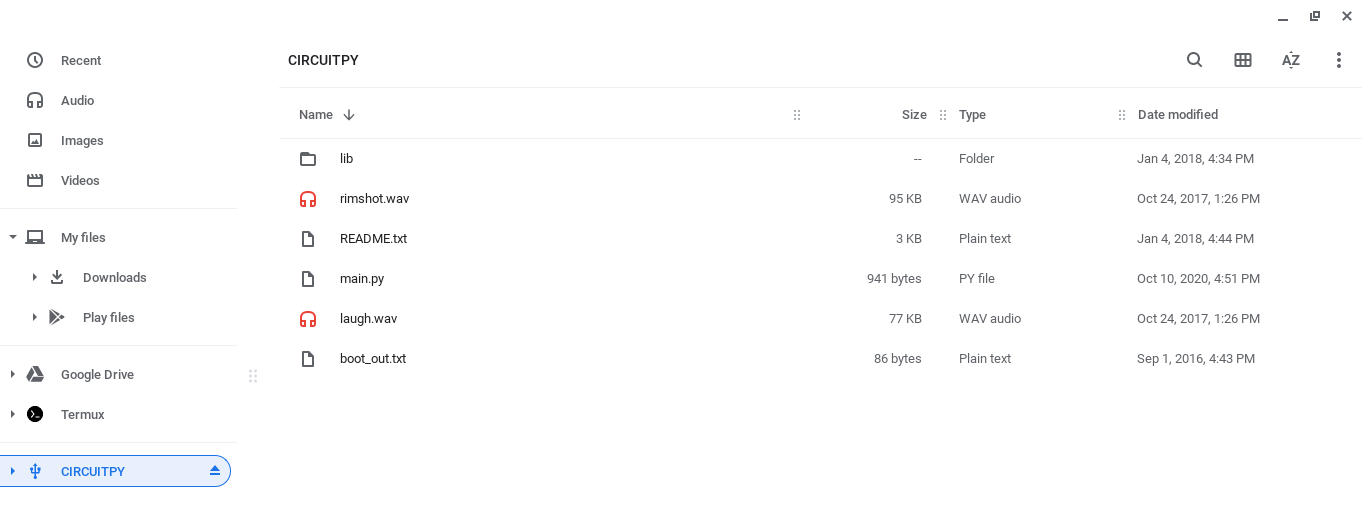 Recent
Audio
Images
Videos
My files
Downloads
Play files
Google Drive
Termux
CIRCUITPY
CIRCUITPY
AZ
Name Size Type Date modified
lib -- Folder Jan 4, 2018, 4:34 PM
rimshot.wav 95 KB WAV audio Oct 24, 2017, 1:26 PM
README.txt 3 KB Plain text Jan 4, 2018, 4:44 PM
main.py 941 bytes PY file Oct 10, 2020, 4:51 PM
laugh.wav 77 KB WAV audio Oct 24, 2017, 1:26 PM
boot_out.txt 86 bytes Plain text Sep 1, 2016, 4:43 PM